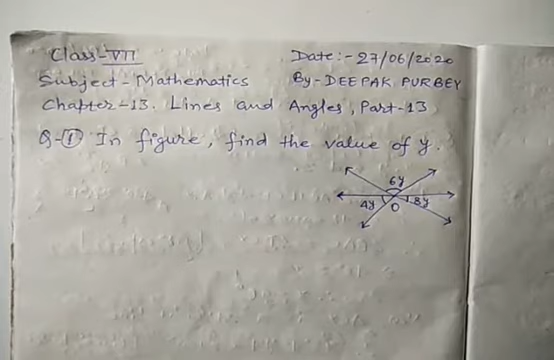 Class-VII Date:-27/06/2020
Subject-Mathematics By-DEEPAK PURBEY
Chapter-13. Lines and Angles, Part-13
Q-① In figure, find the value of y.
6y
4y O 8y